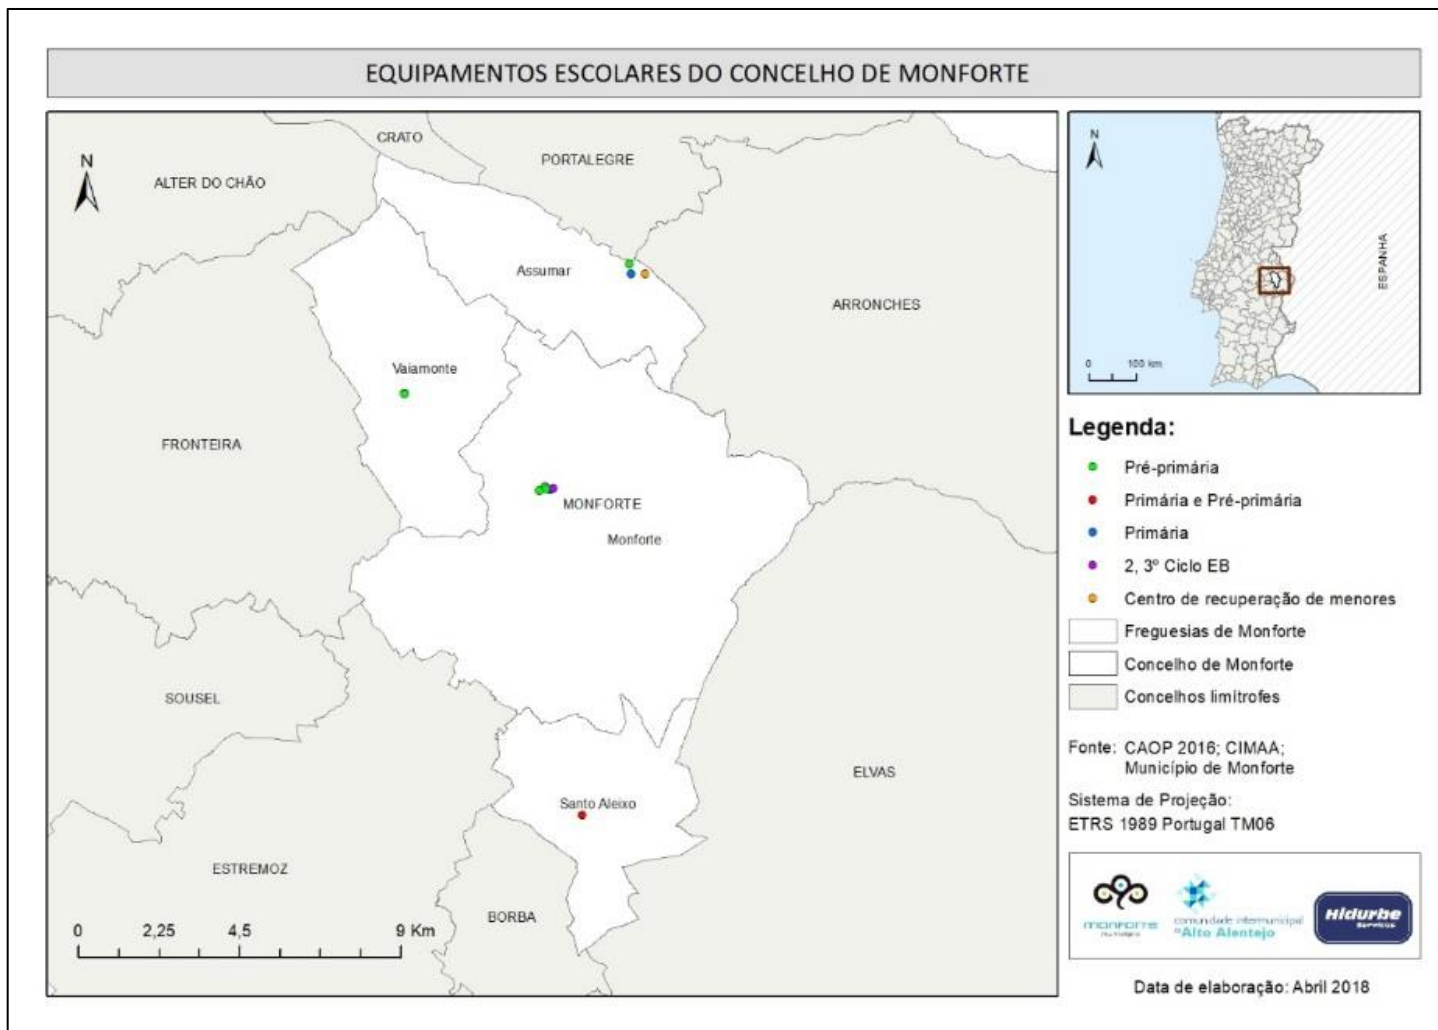 EQUIPAMENTOS ESCOLARES DO CONCELHO DE MONFORTE
N
CRATO
PORTALEGRE
ALTER DO CHÃO
Assumar
ARRONCHES
Vaiamonte
FRONTEIRA
MONFORTE
Monforte
SOUSEL
ELVAS
Santo Aleixo
ESTREMOZ
BORBA
0 2,25 4,5 9 Km
N
ESPANHA
0 100 km
Legenda:
Pré-primária
Primária e Pré-primária
Primária
2, 3º Ciclo EB
Centro de recuperação de menores
Freguesias de Monforte
Concelho de Monforte
Concelhos limítrofes
Fonte: CAOP 2016; CIMAA;
Município de Monforte
Sistema de Projeção:
ETRS 1989 Portugal TM06
monforte
comunidade intermunicipal
do Alto Alentejo
Hidurbe
Serviços
Data de elaboração: Abril 2018